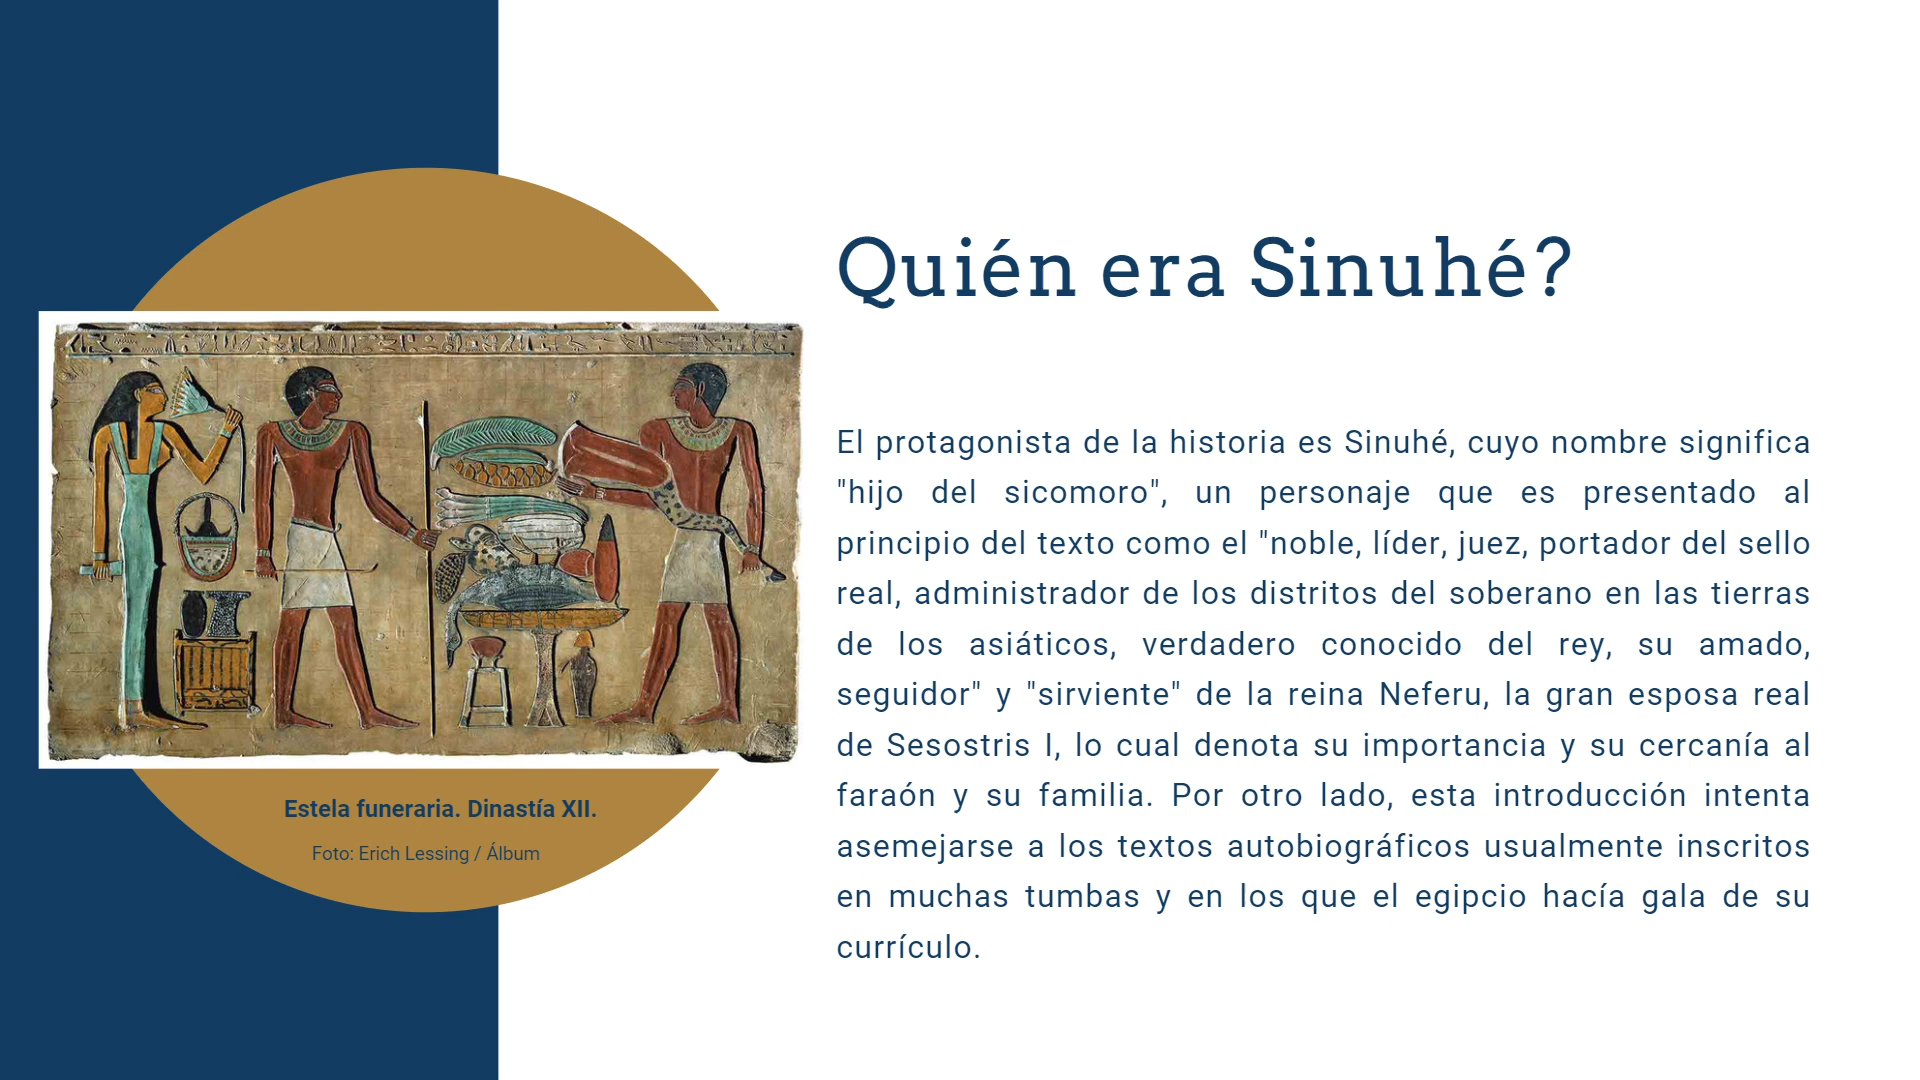 Quién era Sinuhé?
El protagonista de la historia es Sinuhé, cuyo nombre significa
"hijo del sicomoro", un personaje que es presentado al
principio del texto como el "noble, líder, juez, portador del sello
real, administrador de los distritos del soberano en las tierras
de los asiáticos, verdadero conocido del rey, su amado,
seguidor" y "sirviente" de la reina Neferu, la gran esposa real
de Sesostris I, lo cual denota su importancia y su cercanía al
faraón y su familia. Por otro lado, esta introducción intenta
asemejarse a los textos autobiográficos usualmente inscritos
en muchas tumbas y en los que el egipcio hacía gala de su
currículo.
Estela funeraria. Dinastía XII.
Foto: Erich Lessing / Álbum